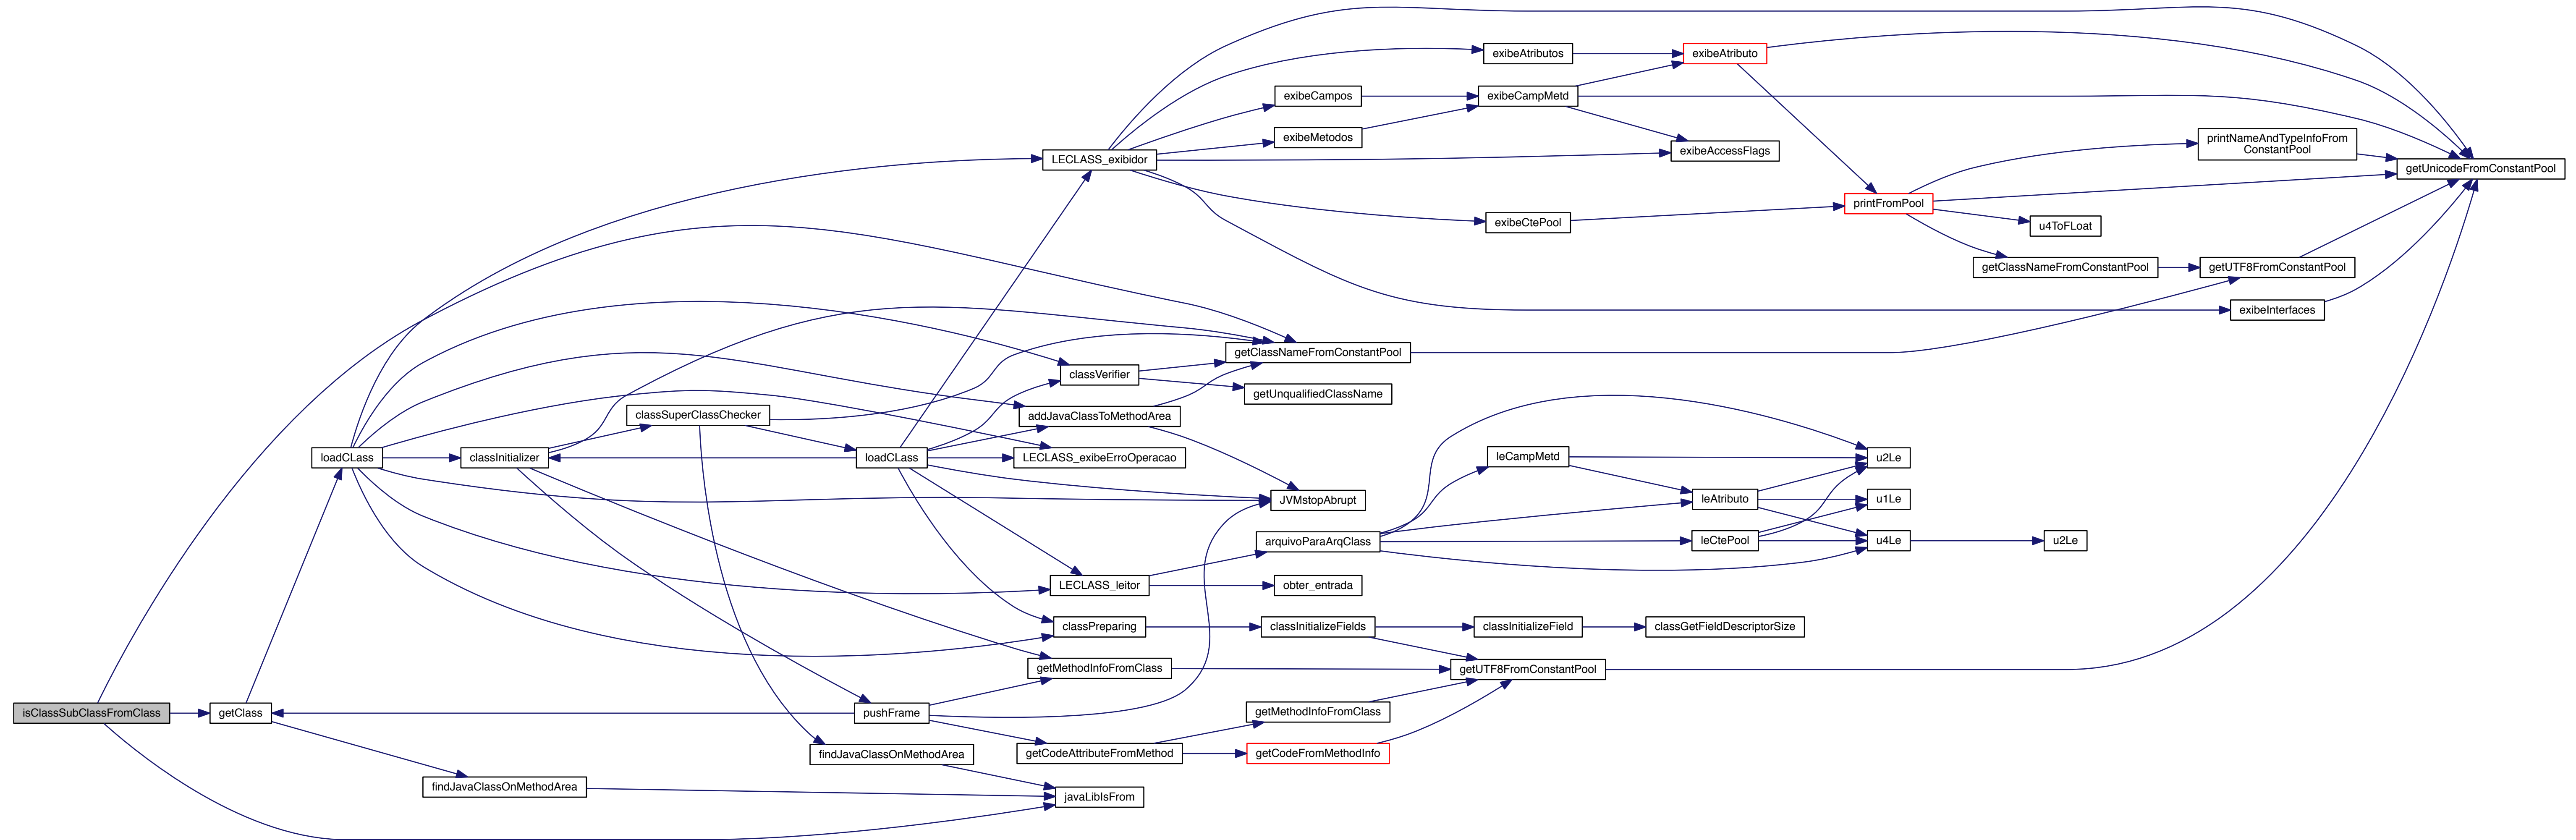 exibeAtributos
exibeAtributo
exibeCampos
exibeCampMetd
exibeMetodos
exibeAccessFlags
LECLASS_exibidor
printNameAndTypeInfoFrom
ConstantPool
getUnicodeFromConstantPool
printFromPool
exibeCtePool
u4ToFLoat
getClassNameFromConstantPool
getUTF8FromConstantPool
exibeInterfaces
getClassNameFromConstantPool
classVerifier
getUnqualifiedClassName
classSuperClassChecker
addJavaClassToMethodArea
loadCLass
classInitializer
loadCLass
LECLASS_exibeErroOperacao
leCampMetd
u2Le
JVMstopAbrupt
leAtributo
u1Le
arquivoParaArqClass
leCtePool
u4Le
u2Le
LECLASS_leitor
obter_entrada
classPreparing
classInitializeFields
classInitializeField
classGetFieldDescriptorSize
getMethodInfoFromClass
getUTF8FromConstantPool
isClassSubClassFromClass
getClass
pushFrame
getMethodInfoFromClass
findJavaClassOnMethodArea
getCodeAttributeFromMethod
getCodeFromMethodInfo
findJavaClassOnMethodArea
javaLibIsFrom